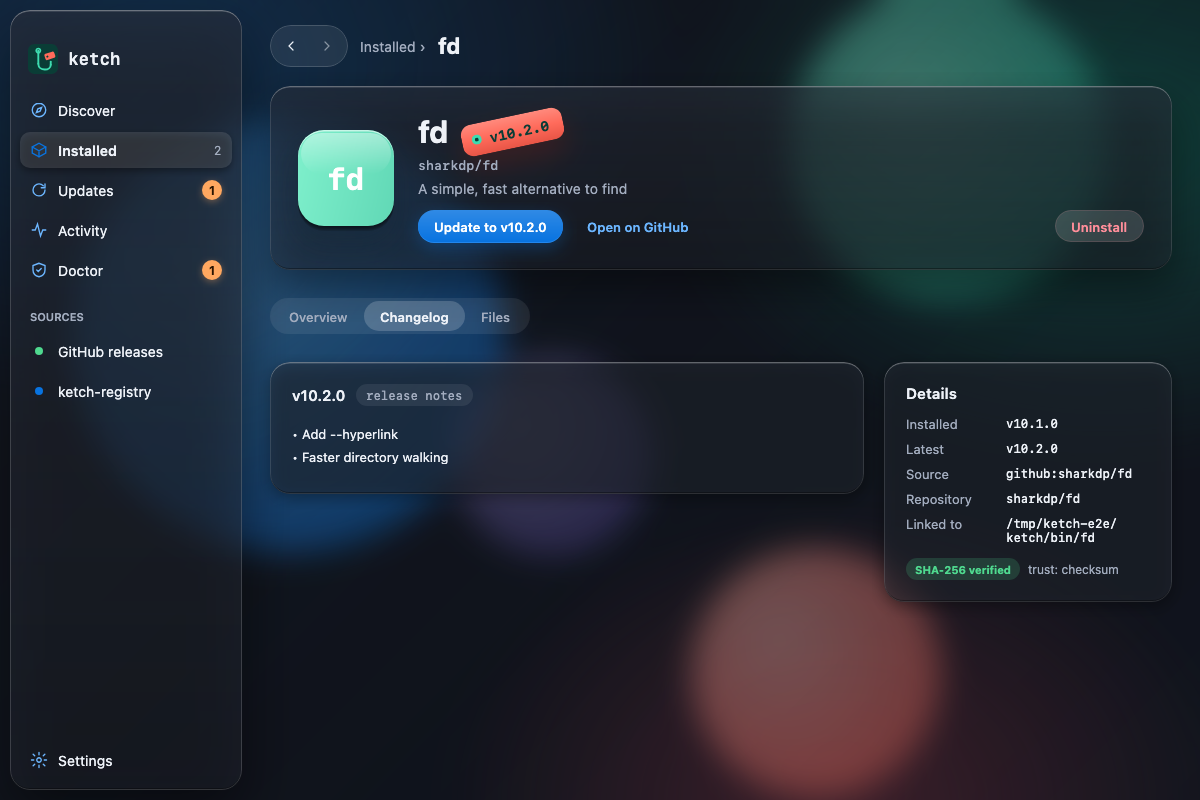 ketch
Discover
Installed 2
Updates 1
Activity
Doctor 1
SOURCES
GitHub releases
ketch-registry
Settings
Installed › fd
fd
fd v10.2.0
sharkdp/fd
A simple, fast alternative to find
Update to v10.2.0 Open on GitHub Uninstall
Overview Changelog Files
v10.2.0 release notes
• Add --hyperlink
• Faster directory walking
Details
Installed v10.1.0
Latest v10.2.0
Source github:sharkdp/fd
Repository sharkdp/fd
Linked to /tmp/ketch-e2e/
ketch/bin/fd
SHA-256 verified trust: checksum